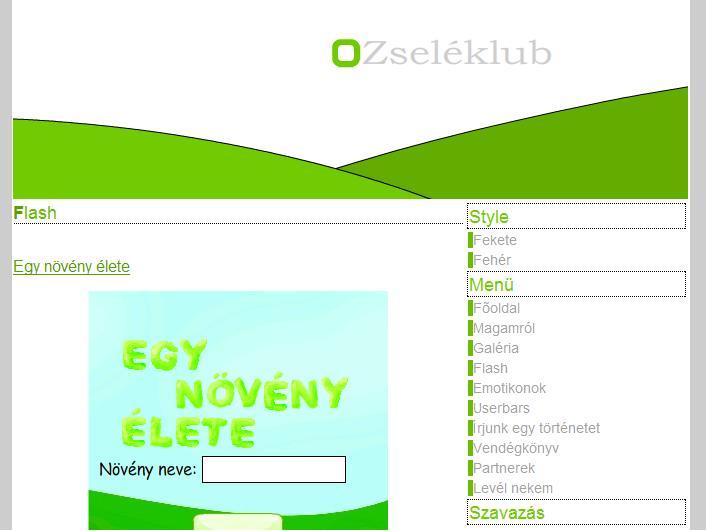 Zseléklub
Flash
Egy növény élete
EGY
NÖVÉNY
ÉLETE
Növény neve:
Style
Fekete
Fehér
Menü
Főoldal
Magamról
Galéria
Flash
Emotikonok
Userbars
Írjunk egy történetet
Vendégkönyv
Partnerek
Levél nekem
Szavazás